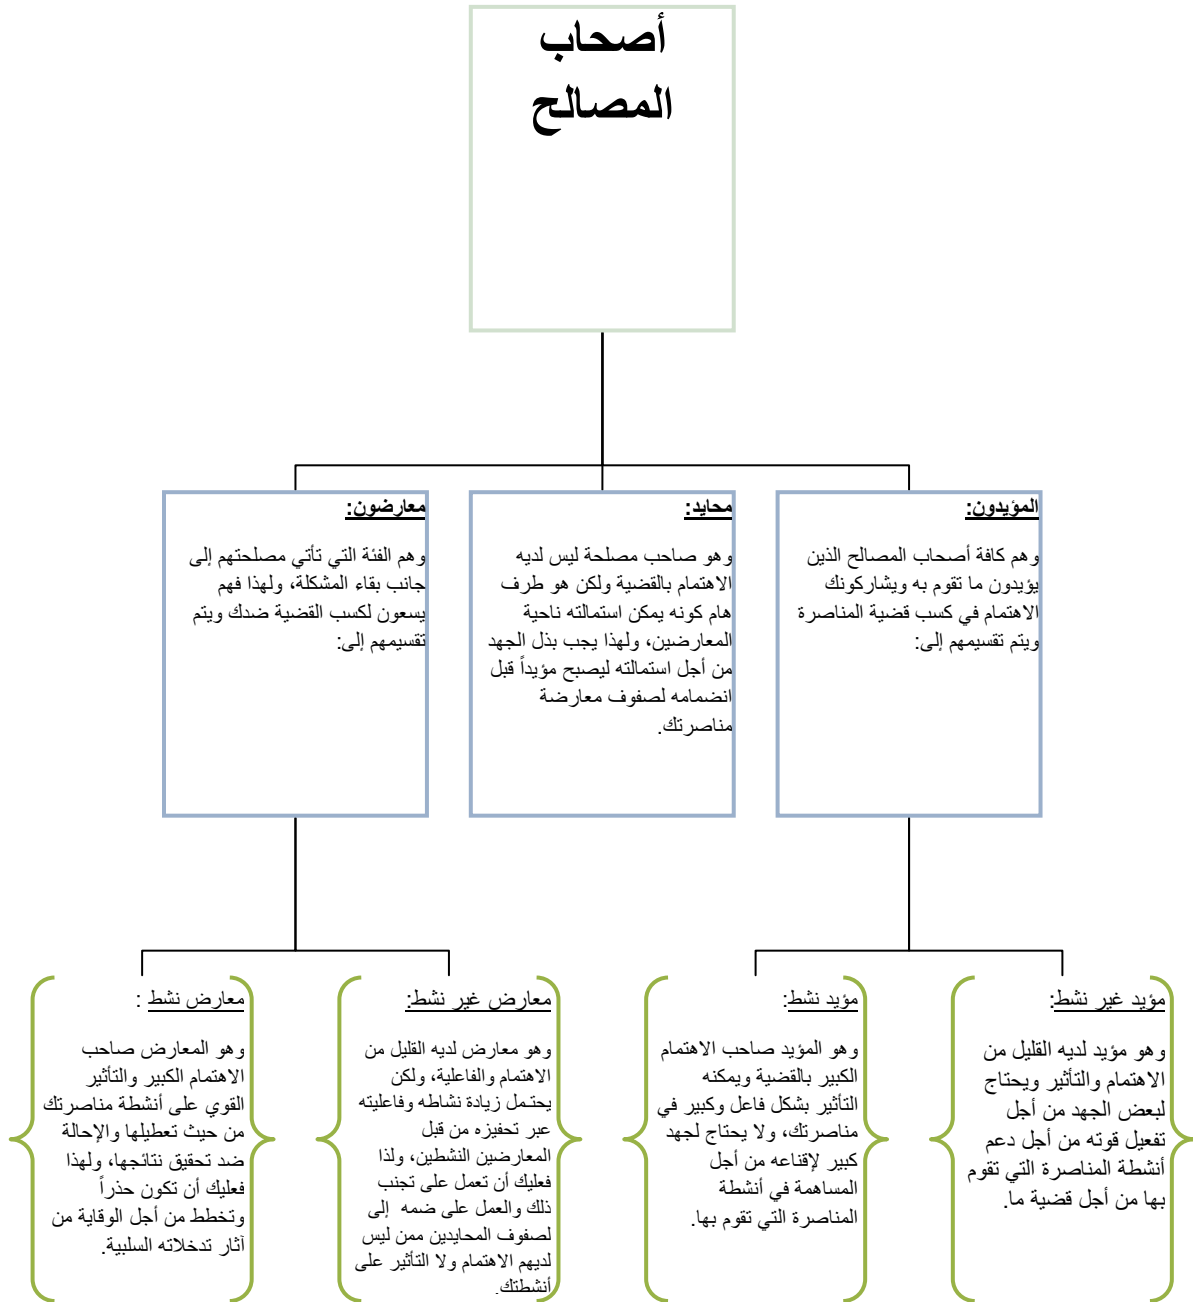 أصحاب
المصالح
المؤيدون:
وهم كافة أصحاب المصالح الذين
يؤيدون ما تقوم به ويشاركونك
الاهتمام في كسب قضية المناصرة
ويتم تقسيمهم إلى:
محايد:
وهو صاحب مصلحة ليس لديه
الاهتمام بالقضية ولكن هو طرف
هام كونه يمكن استمالته ناحية
المعارضين، ولهذا يجب بذل الجهد
من أجل استمالته ليصبح مؤيداً قبل
انضمامه لصفوف معارضة
مناصرتك.
معارضون:
وهم الفئة التي تأتي مصلحتهم إلى
جانب بقاء المشكلة، ولهذا فهم
يسعون لكسب القضية ضدك ويتم
تقسيمهم إلى:
مؤيد غير نشط:
وهو مؤيد لديه القليل من
الاهتمام والتأثير ويحتاج
لبعض الجهد من أجل
تفعيل قوته من أجل دعم
أنشطة المناصرة التي تقوم
بها من أجل قضية ما.
مؤيد نشط:
وهو المؤيد صاحب الاهتمام
الكبير بالقضية ويمكنه
التأثير بشكل فاعل وكبير في
مناصرتك، ولا يحتاج لجهد
كبير لإقناعه من أجل
المساهمة في أنشطة
المناصرة التي تقوم بها.
معارض غير نشط:
وهو معارض لديه القليل من
الاهتمام والفاعلية، ولكن
يحتمل زيادة نشاطه وفاعليته
عبر تحفيزه من قبل
المعارضين النشطين، ولذا
فعليك أن تعمل على تجنب
ذلك والعمل على ضمه إلى
لصفوف المحايدين ممن ليس
لديهم الاهتمام ولا التأثير على
أنشطتك.
معارض نشط :
وهو المعارض صاحب
الاهتمام الكبير والتأثير
القوي على أنشطة مناصرتك
من حيث تعطيلها والإحالة
ضد تحقيق نتائجها، ولهذا
فعليك أن تكون حذراً
وتخطط من أجل الوقاية من
آثار تدخلاته السلبية.